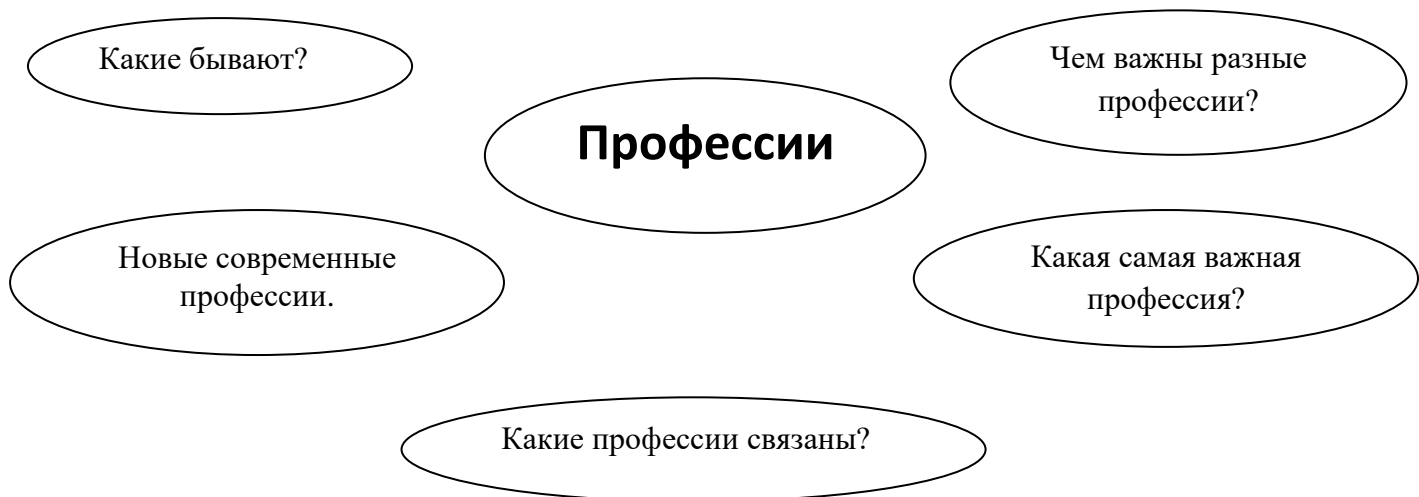 Какие бывают?
Чем важны разные
профессии?
Профессии
Новые современные
профессии.
Какая самая важная
профессия?
Какие профессии связаны?